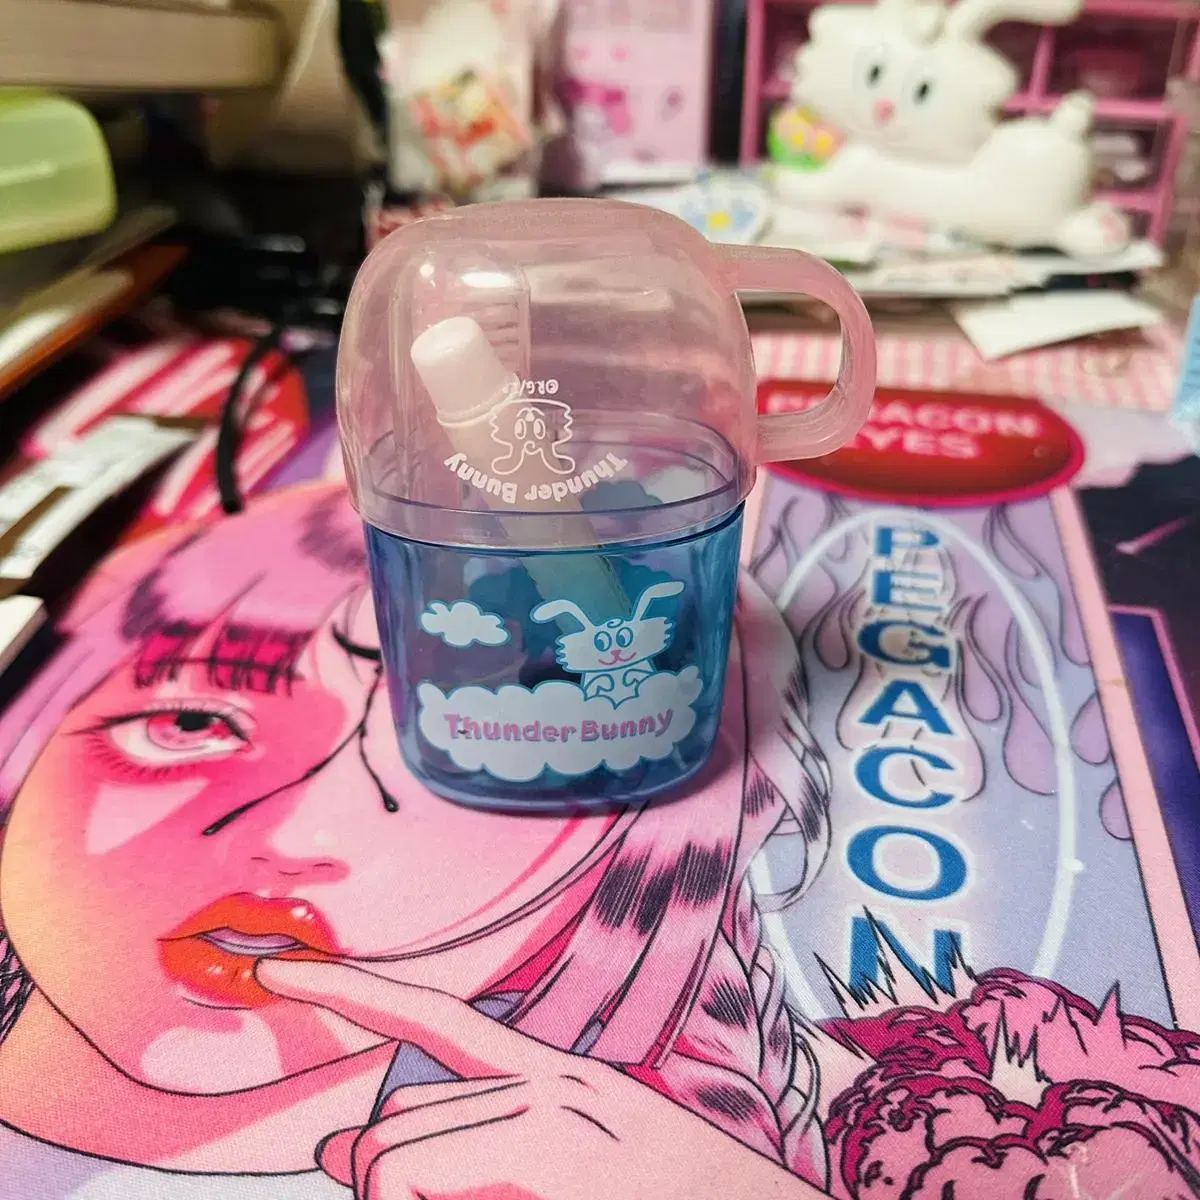 ©R,G/
Thunder Bunny
Thunder Bunny
PEGACON
EYES
PEGACON